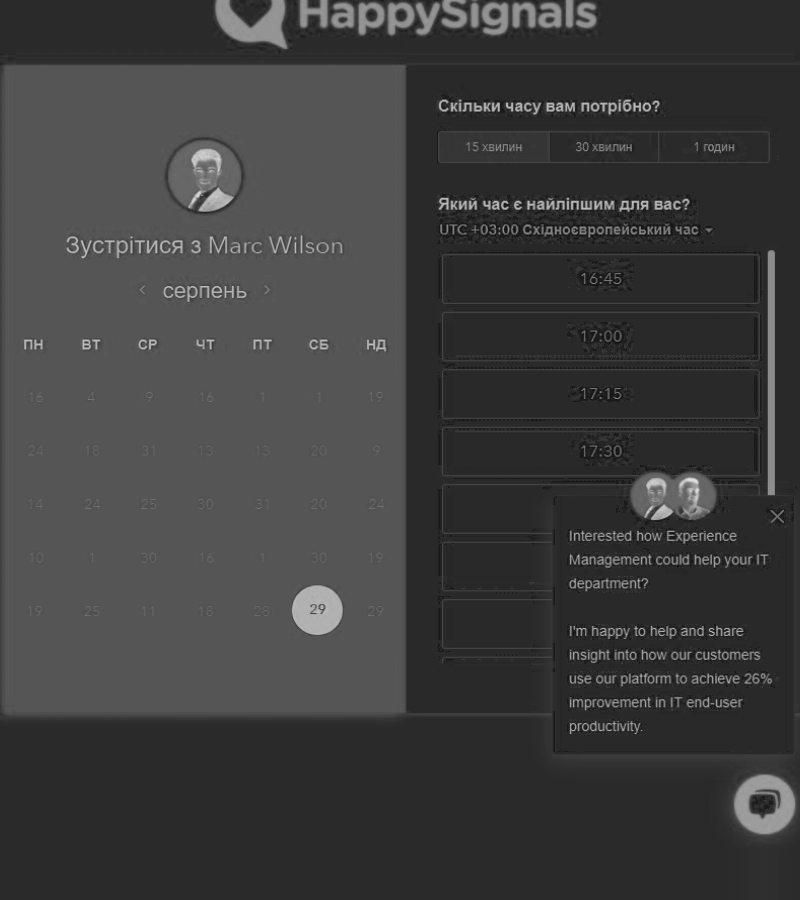 HappySignals
Зустрітися з Marc Wilson
серпень
ПН ВТ СР ЧТ ПТ СБ НД
16 4 9 16 1 1 19
24 18 31 13 13 20 9
14 24 25 30 31 20 24
10 1 30 16 1 30 19
19 25 11 18 28 29 29
Скільки часу вам потрібно?
15 хвилин 30 хвилин 1 годин
Який час є найліпшим для вас?
UTC +03:00 Східноєвропейський час
16:45
17:00
17:15
17:30
Interested how Experience
Management could help your IT
department?
I'm happy to help and share
insight into how our customers
use our platform to achieve 26%
improvement in IT end-user
productivity.